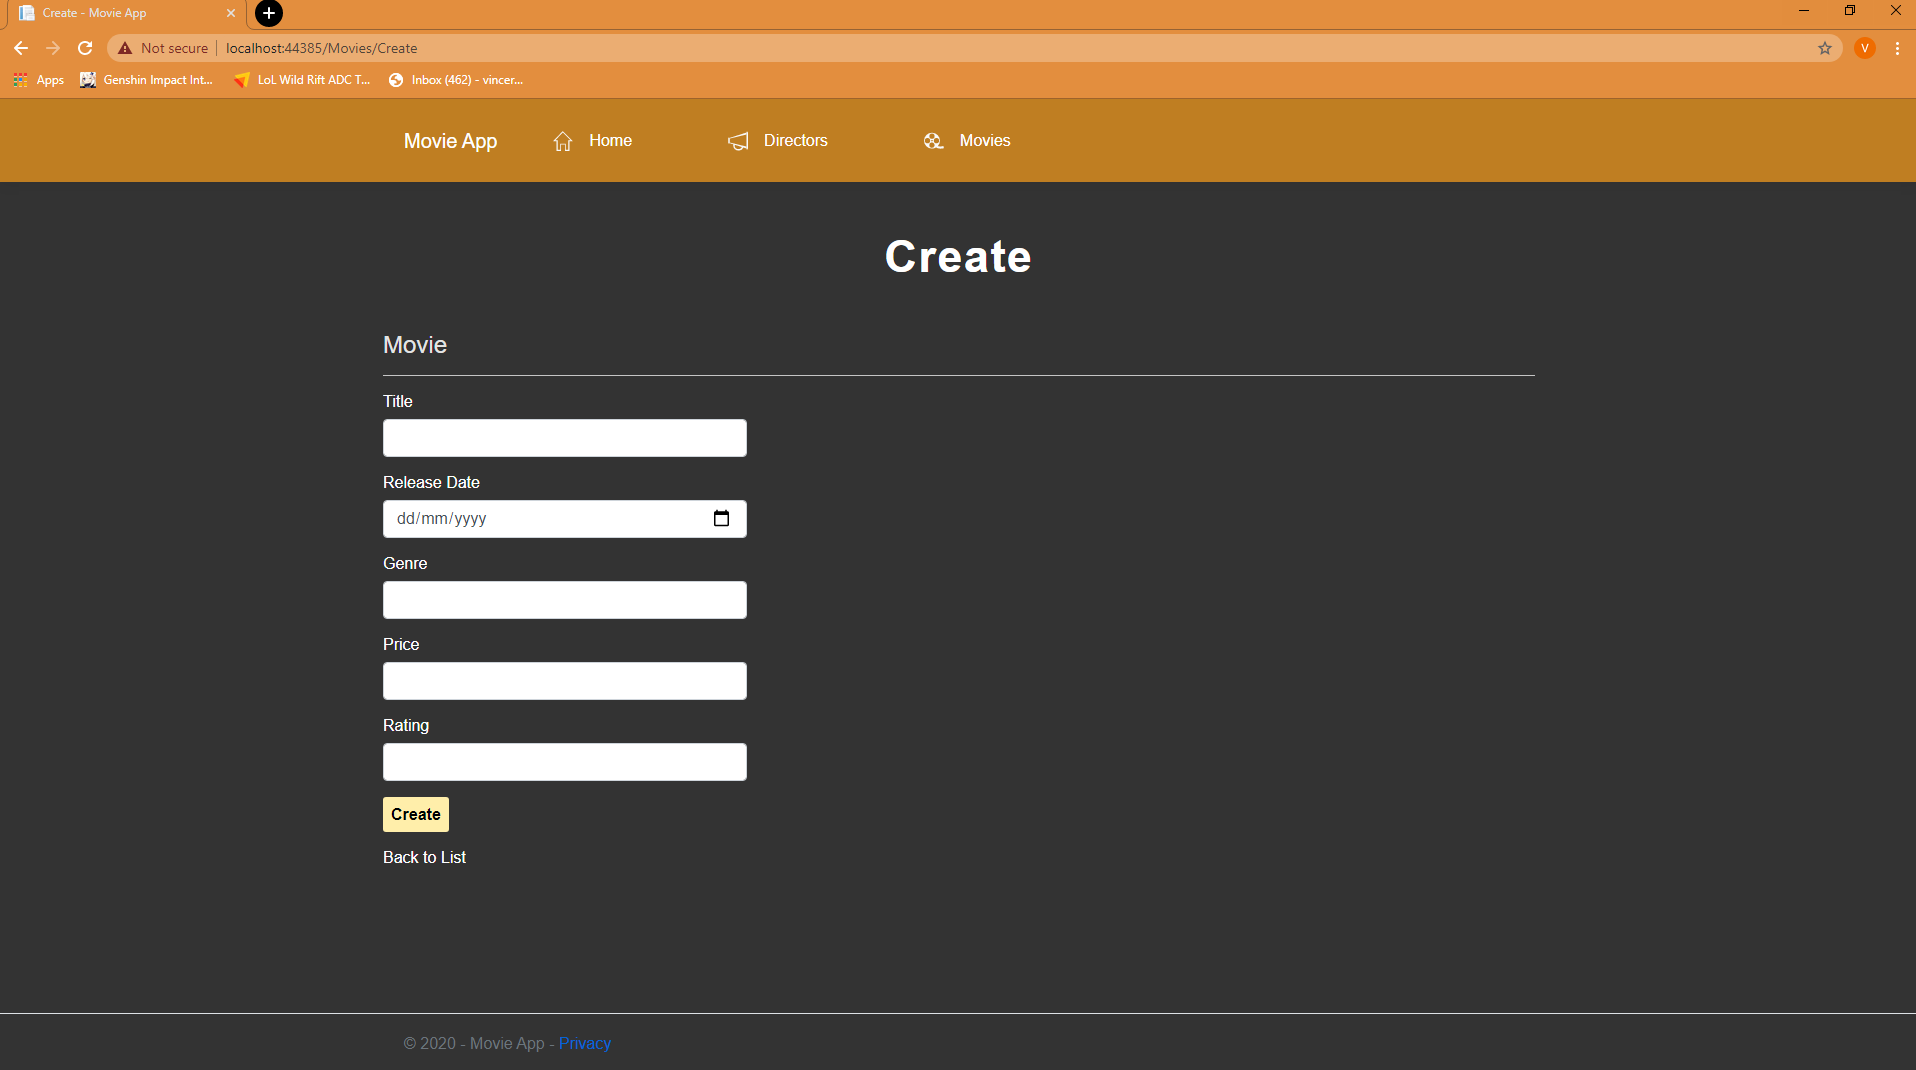 Create - Movie App
Not secure localhost:44385/Movies/Create
V
Apps Genshin Impact Int... LoL Wild Rift ADC T... Inbox (462) - vincer...
Movie App Home Directors Movies
Create
Movie
Title
Release Date
dd/mm/yyyy
Genre
Price
Rating
Create
Back to List
© 2020 - Movie App - Privacy